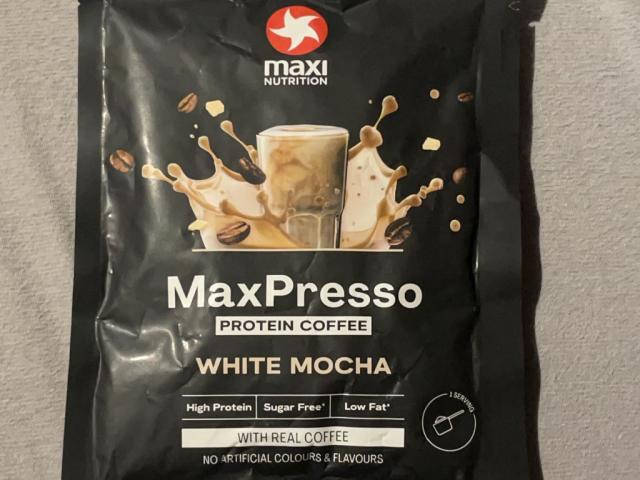 maxi
NUTRITION
MaxPresso
PROTEIN COFFEE
WHITE MOCHA
High Protein Sugar Free* Low Fat*
1 SERVING
WITH REAL COFFEE
NO ARTIFICIAL COLOURS & FLAVOURS